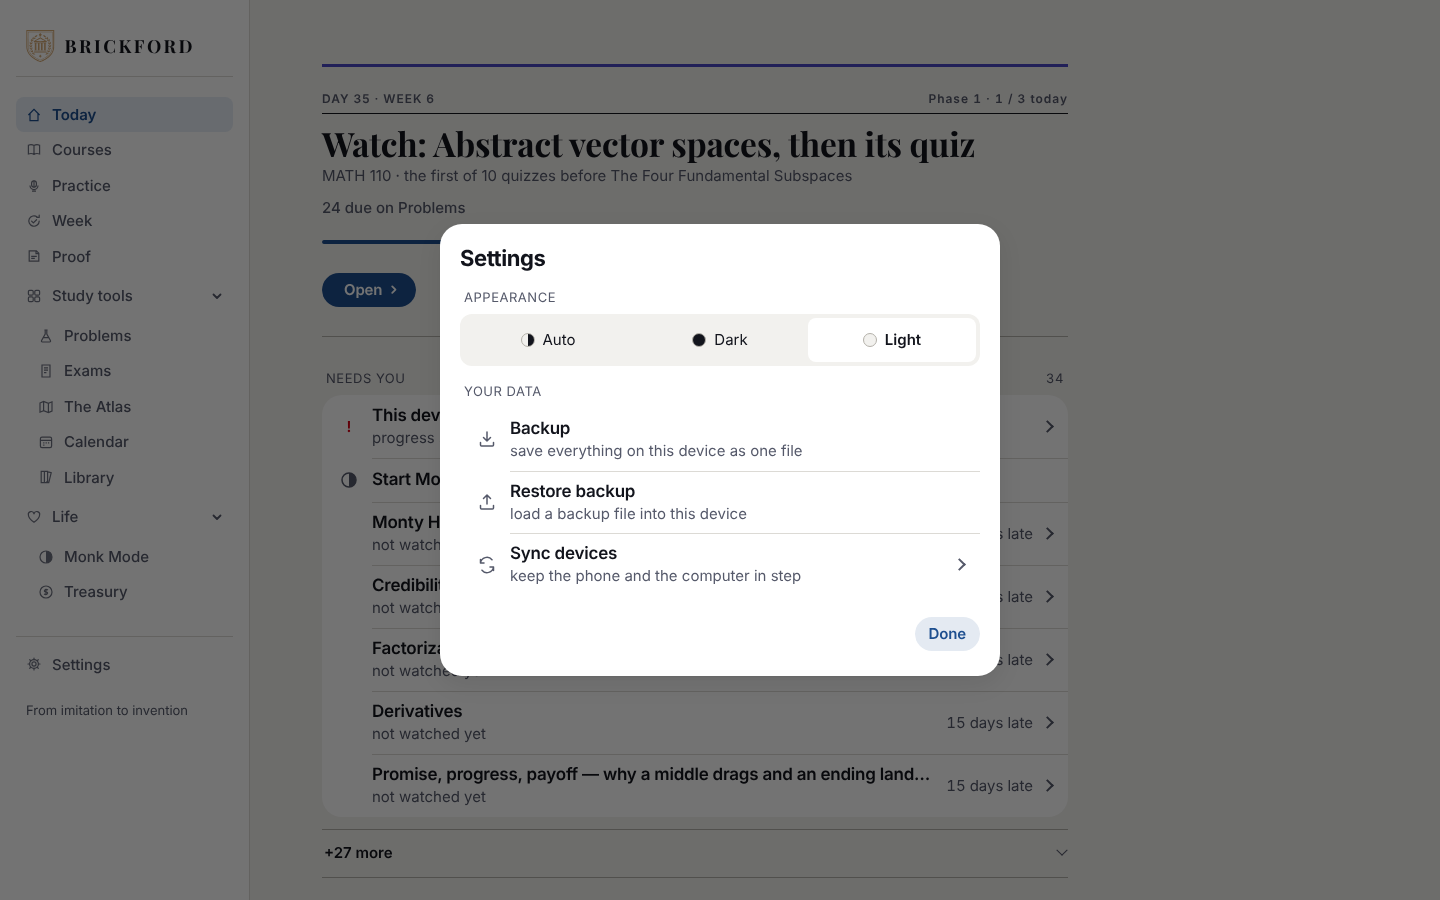 BRICKFORD
Today
Courses
Practice
Week
Proof
Study tools
Problems
Exams
The Atlas
Calendar
Library
Life
Monk Mode
Treasury
Settings
From imitation to invention
DAY 35 · WEEK 6
Phase 1 · 1 / 3 today
Watch: Abstract vector spaces, then its quiz
MATH 110 · the first of 10 quizzes before The Four Fundamental Subspaces
24 due on Problems
Open
NEEDS YOU
34
! This dev
progress
Start Mo
Monty H
not watch
s late
Credibilit
not watch
s late
Factoriza
not watched yet
s late
Derivatives
not watched yet
15 days late
Promise, progress, payoff — why a middle drags and an ending land...
not watched yet
15 days late
+27 more
Settings
APPEARANCE
Auto
Dark
Light
YOUR DATA
Backup
save everything on this device as one file
Restore backup
load a backup file into this device
Sync devices
keep the phone and the computer in step
Done